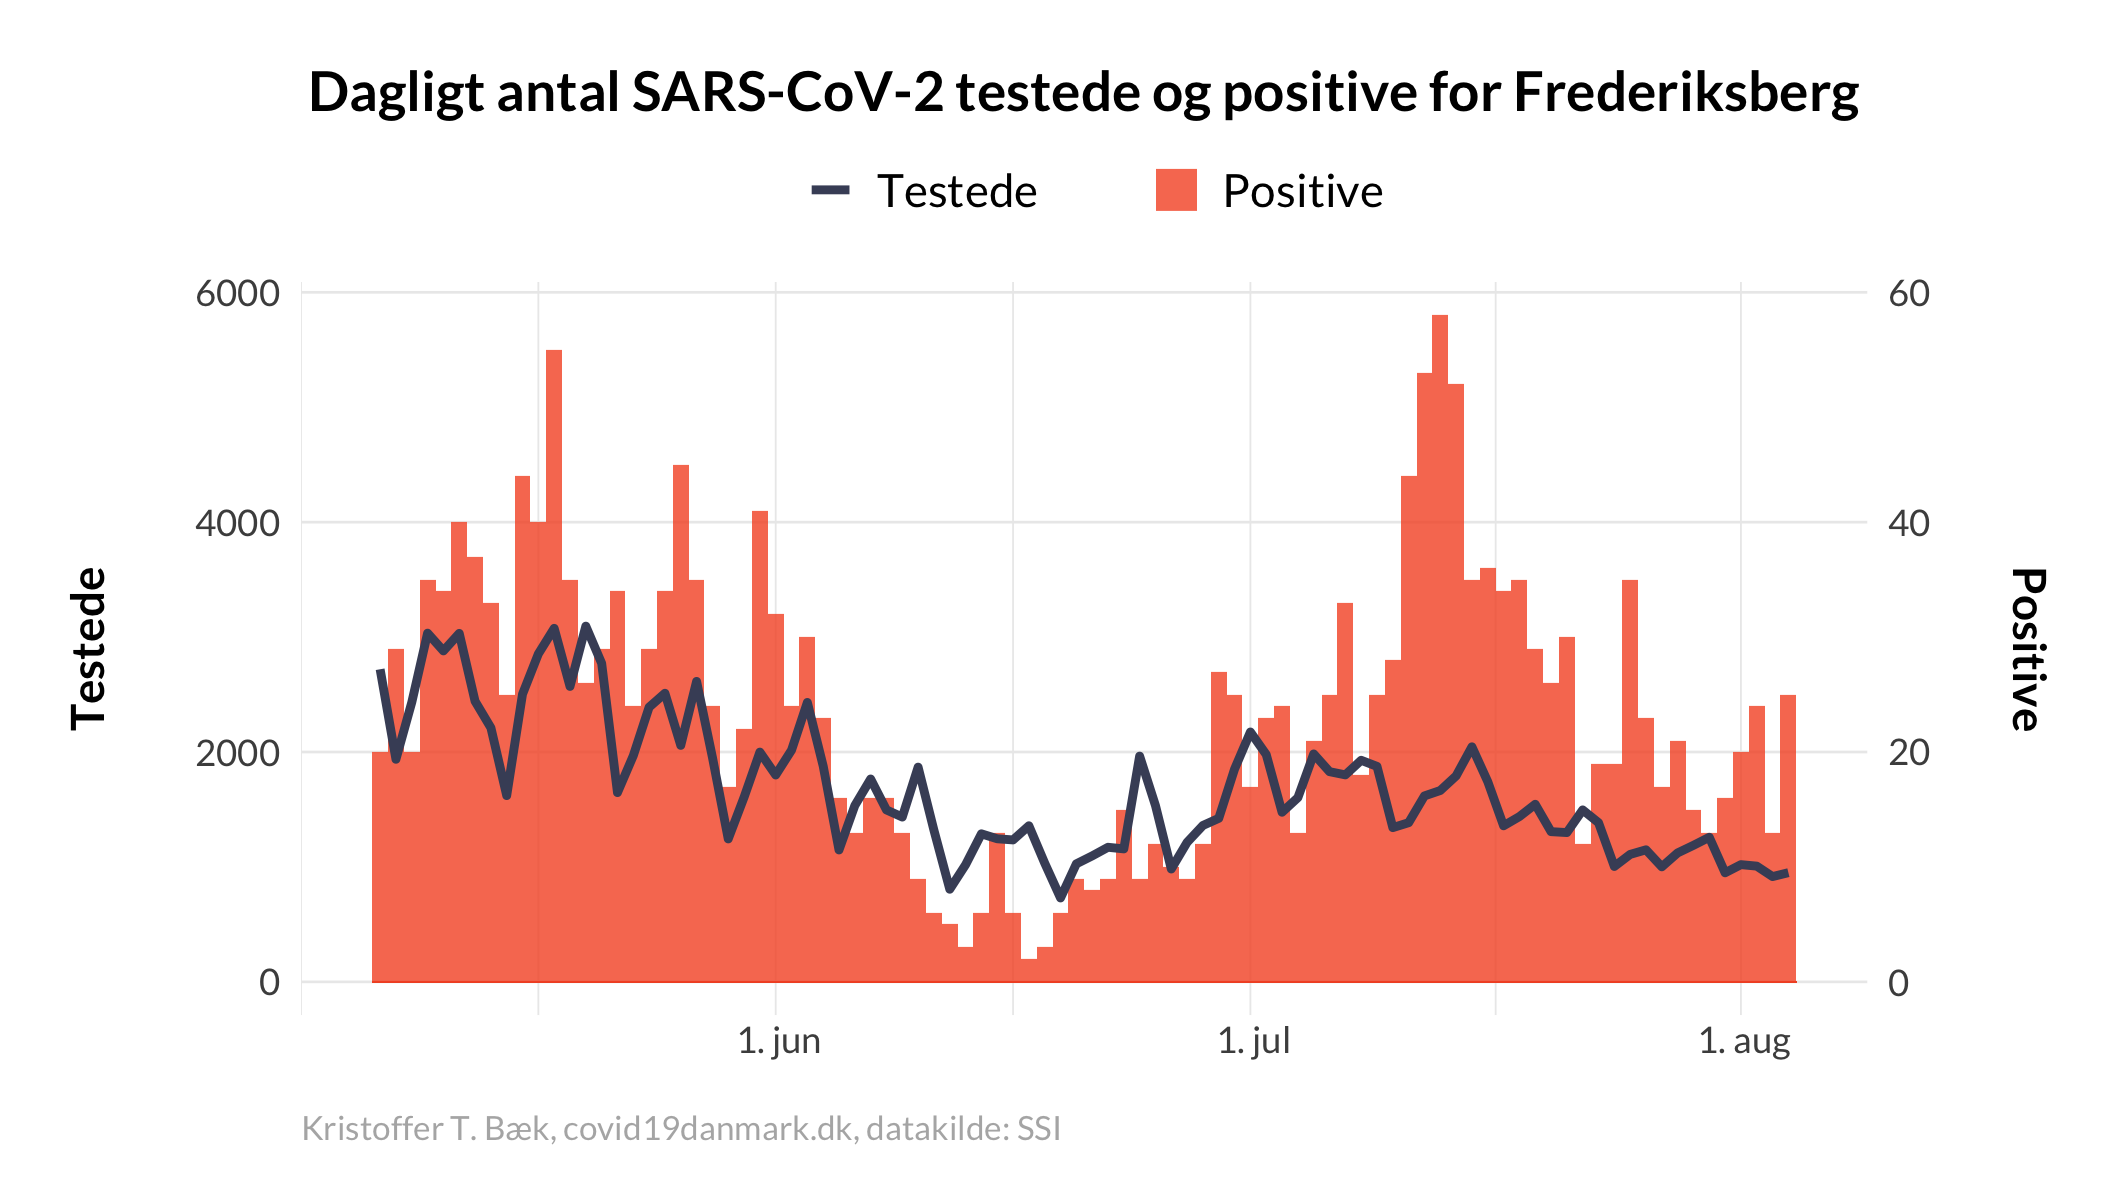 Dagligt antal SARS-CoV-2 testede og positive for Frederiksberg
Testede
Positive
6000
4000
2000
0
Testede
60
40
20
0
Positive
1. jun
1. jul
1. aug
Kristoffer T. Bæk, covid19danmark.dk, datakilde: SSI